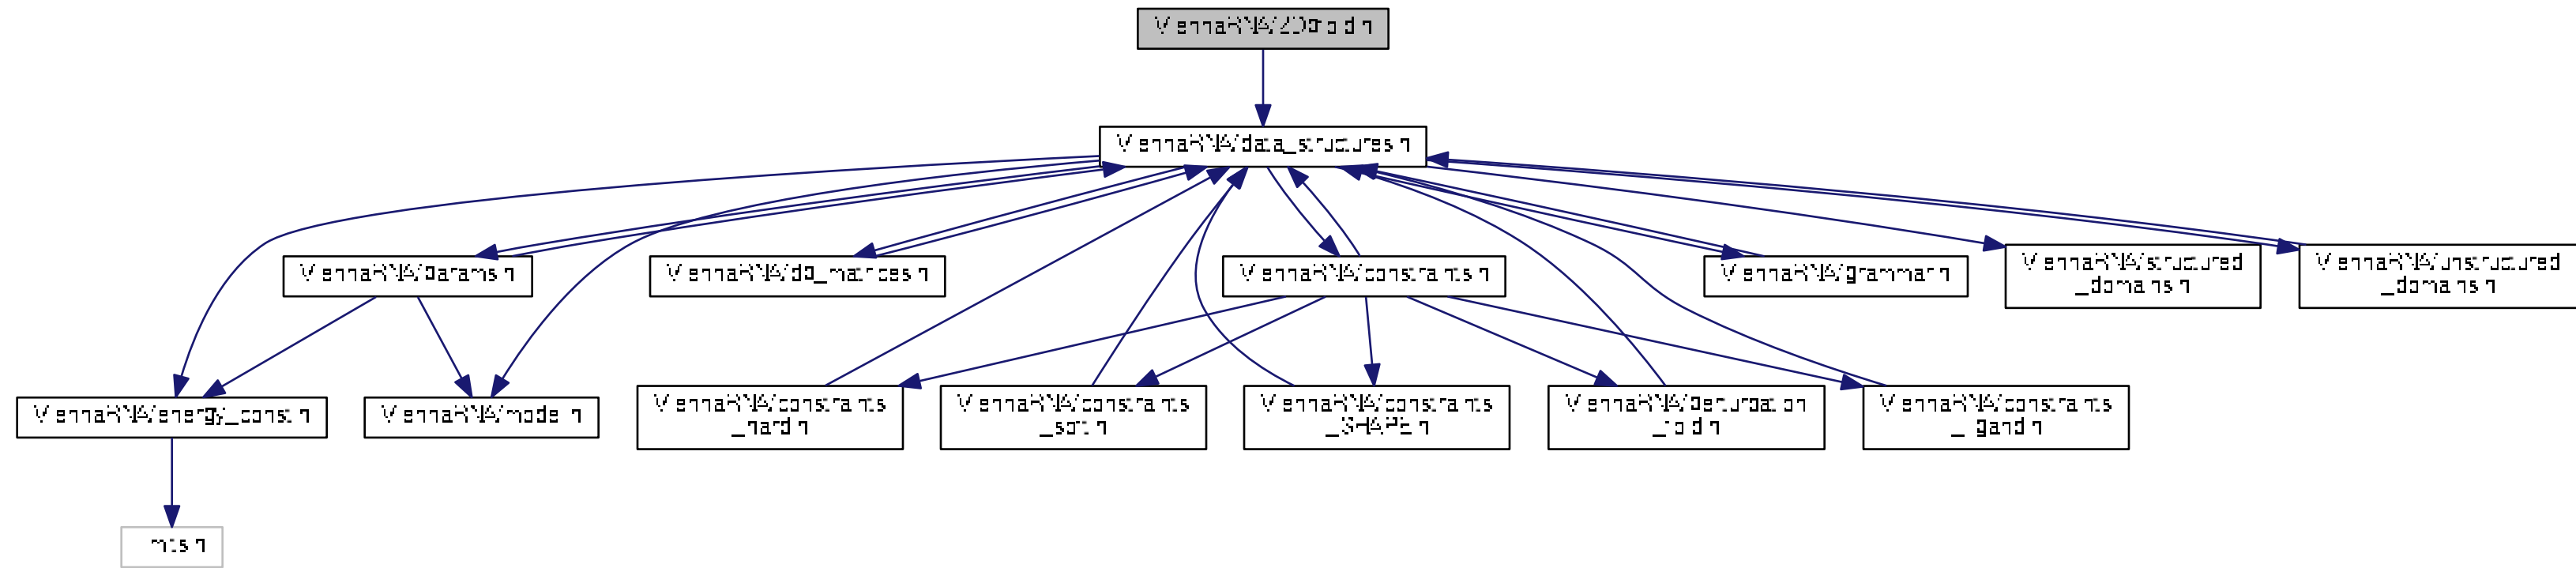 ViennaRNA/2Dfold.h
ViennaRNA/data_structures.h
ViennaRNA/params.h
ViennaRNA/dp_matrices.h
ViennaRNA/constraints.h
ViennaRNA/grammar.h
ViennaRNA/structured
_domains.h
ViennaRNA/unstructured
_domains.h
ViennaRNA/energy_const.h
ViennaRNA/model.h
ViennaRNA/constraints
_hard.h
ViennaRNA/constraints
_soft.h
ViennaRNA/constraints
_SHAPE.h
ViennaRNA/perturbation
_fold.h
ViennaRNA/constraints
_ligand.h
limits.h